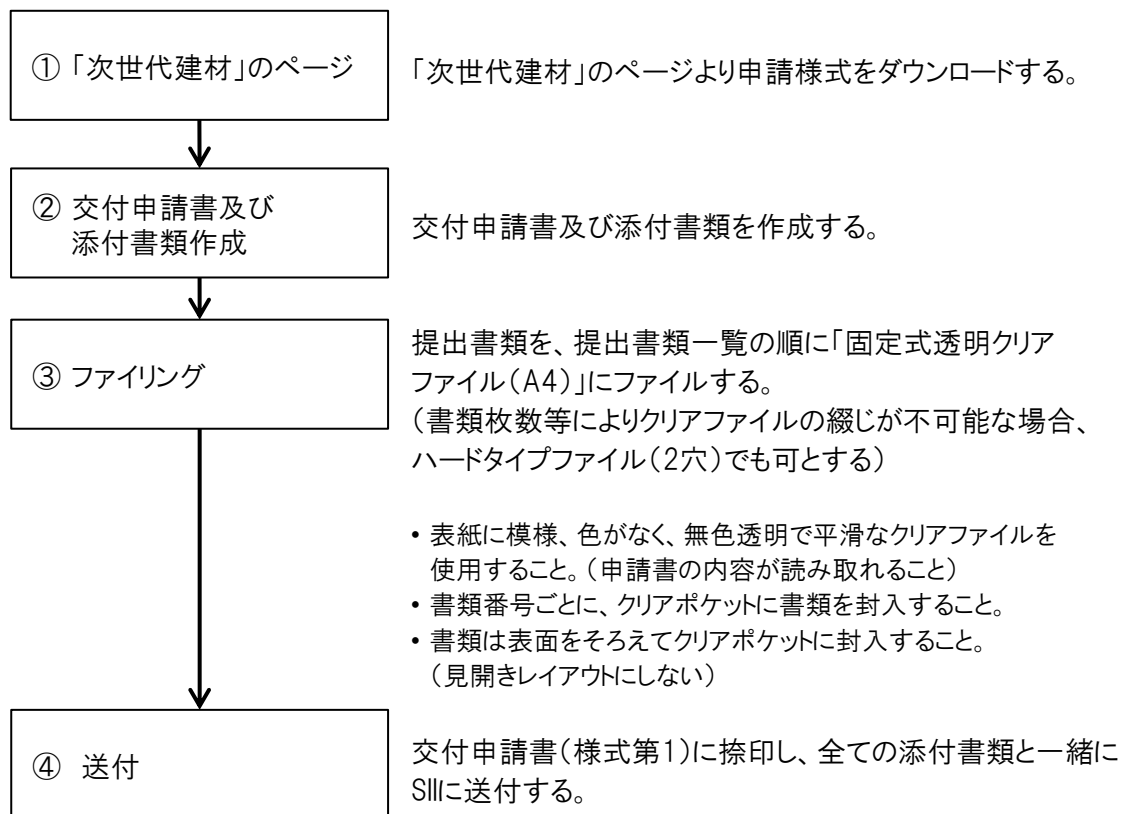 ① 「次世代建材」のページ
「次世代建材」のページより申請様式をダウンロードする。
② 交付申請書及び
添付書類作成
交付申請書及び添付書類を作成する。
③ ファイリング
提出書類を、提出書類一覧の順に「固定式透明クリア
ファイル(A4)」にファイルする。
(書類枚数等によりクリアファイルの綴じが不可能な場合、
ハードタイプファイル(2穴)でも可とする)
• 表紙に模様、色がなく、無色透明で平滑なクリアファイルを
使用すること。(申請書の内容が読み取れること)
• 書類番号ごとに、クリアポケットに書類を封入すること。
• 書類は表面をそろえてクリアポケットに封入すること。
(見開きレイアウトにしない)
④ 送付
交付申請書(様式第1)に捺印し、全ての添付書類と一緒に
SIIに送付する。